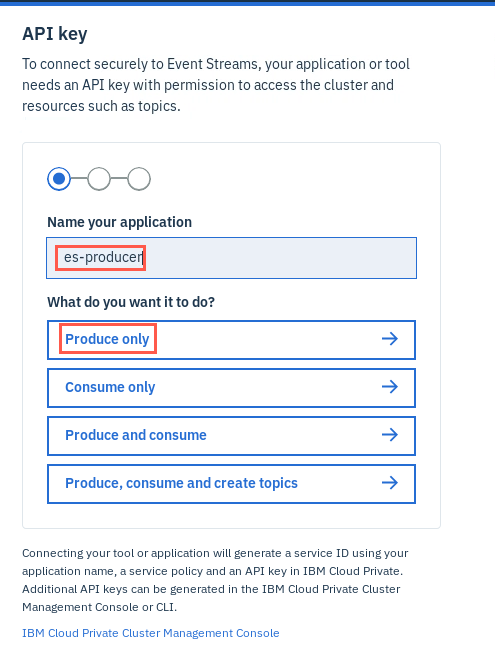 API key
To connect securely to Event Streams, your application or tool
needs an API key with permission to access the cluster and
resources such as topics.
Name your application
es-producer
What do you want it to do?
Produce only
Consume only
Produce and consume
Produce, consume and create topics
Connecting your tool or application will generate a service ID using your
application name, a service policy and an API key in IBM Cloud Private.
Additional API keys can be generated in the IBM Cloud Private Cluster
Management Console or CLI.
IBM Cloud Private Cluster Management Console